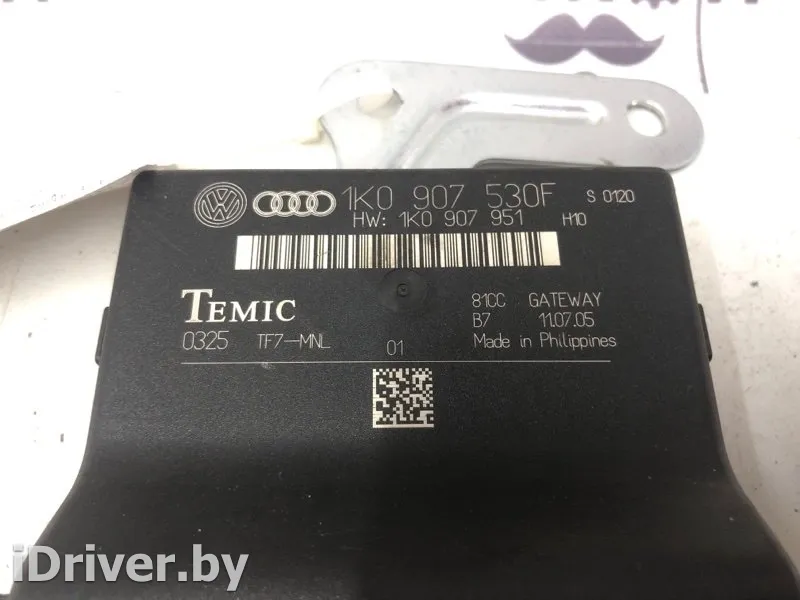 1K0 907 530F S 0120
HW: 1K0 907 951 H10
TEMIC 81CC GATEWAY
B7 11.07.05
0325 TF7-MNL 01 Made in Philippines
iDriver.by